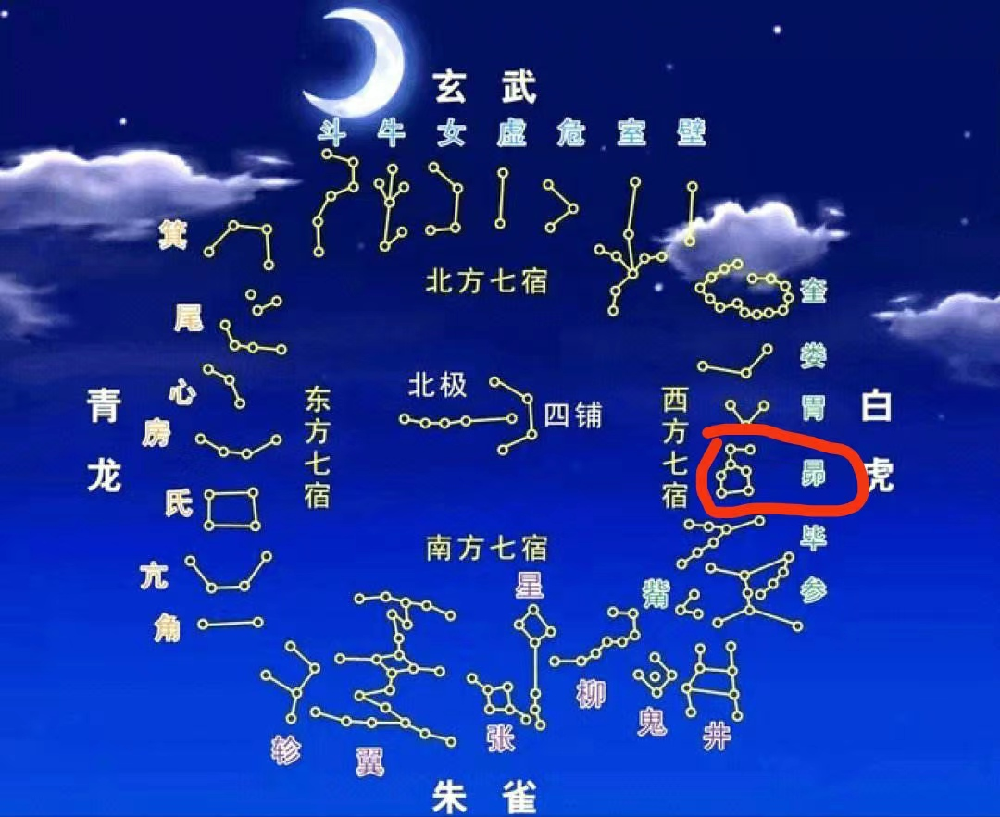 玄武
斗 牛 女 虚 危 室 壁
北方七宿
箕
尾
心
房
氏
亢
角
青龙
东方七宿
北极
四铺
西方七宿
奎
娄
胃
昴
毕
参
觜
白虎
南方七宿
星
轸
翼
张
柳
鬼
井
朱雀